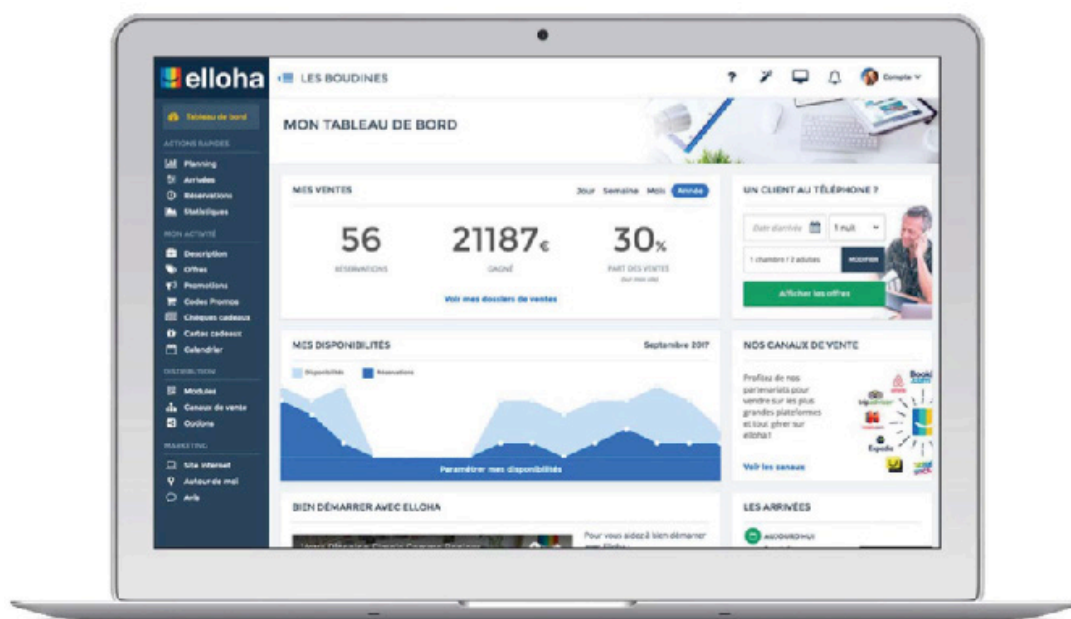 elloha
LES BOUDINES
?
Compte
Tableau de bord
MON TABLEAU DE BORD
ACTIONS RAPIDES
Planning
Arrivées
Réservations
Statistiques
MON ACTIVITÉ
Description
Offres
Promotions
Codes Promos
Chèques cadeaux
Cartes cadeaux
Calendrier
DISTRIBUTION
Modules
Canaux de vente
Options
MARKETING
Site internet
Autour de moi
Avis
MES VENTES
Jour Semaine Mois Année
56
RÉSERVATIONS
21187€
GAGNÉ
30%
PART DES VENTES
Voir mes dossiers de ventes
UN CLIENT AU TÉLÉPHONE ?
Date d'arrivée
1 nuit
1 chambre / 2 adultes
MODIFIER
Afficher les offres
MES DISPONIBILITÉS
Septembre 2017
Disponibilités
Réservations
Paramétrer mes disponibilités
NOS CANAUX DE VENTE
Profitez de nos
partenariats pour
vendre sur les plus
grandes plateformes
et tout gérer sur
elloha !
Voir les canaux
airbnb
Booking
.com
tripadvisor
Expedia
BIEN DÉMARRER AVEC ELLOHA
Pour vous aidez à bien démarrer
LES ARRIVÉES
AUJOURD'HUI